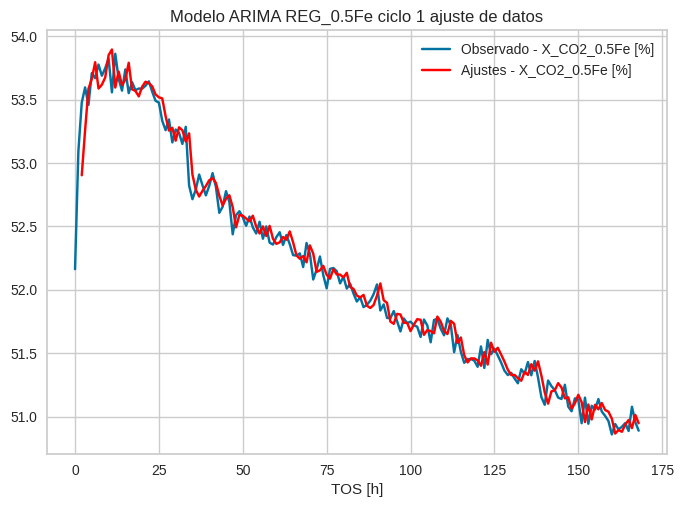 Modelo ARIMA REG_0.5Fe ciclo 1 ajuste de datos
54.0
53.5
53.0
52.5
52.0
51.5
51.0
Observado - X_CO2_0.5Fe [%]
Ajustes - X_CO2_0.5Fe [%]
0 25 50 75 100 125 150 175
TOS [h]